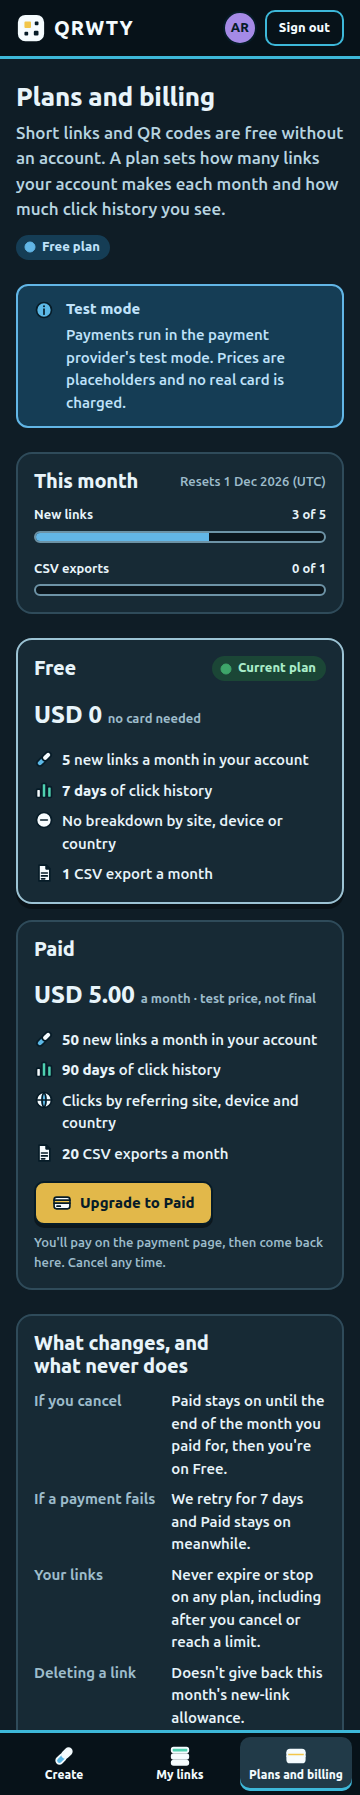 QRWTY
AR
Sign out
Plans and billing
Short links and QR codes are free without
an account. A plan sets how many links
your account makes each month and how
much click history you see.
Free plan
Test mode
Payments run in the payment
provider's test mode. Prices are
placeholders and no real card is
charged.
This month
Resets 1 Dec 2026 (UTC)
New links
3 of 5
CSV exports
0 of 1
Free
Current plan
USD 0 no card needed
5 new links a month in your account
7 days of click history
No breakdown by site, device or
country
1 CSV export a month
Paid
USD 5.00 a month · test price, not final
50 new links a month in your account
90 days of click history
Clicks by referring site, device and
country
20 CSV exports a month
Upgrade to Paid
You'll pay on the payment page, then come back
here. Cancel any time.
What changes, and
what never does
If you cancel
Paid stays on until the
end of the month you
paid for, then you're
on Free.
If a payment fails
We retry for 7 days
and Paid stays on
meanwhile.
Your links
Never expire or stop
on any plan, including
after you cancel or
reach a limit.
Deleting a link
Doesn't give back this
month's new-link
allowance.
Create
My links
Plans and billing